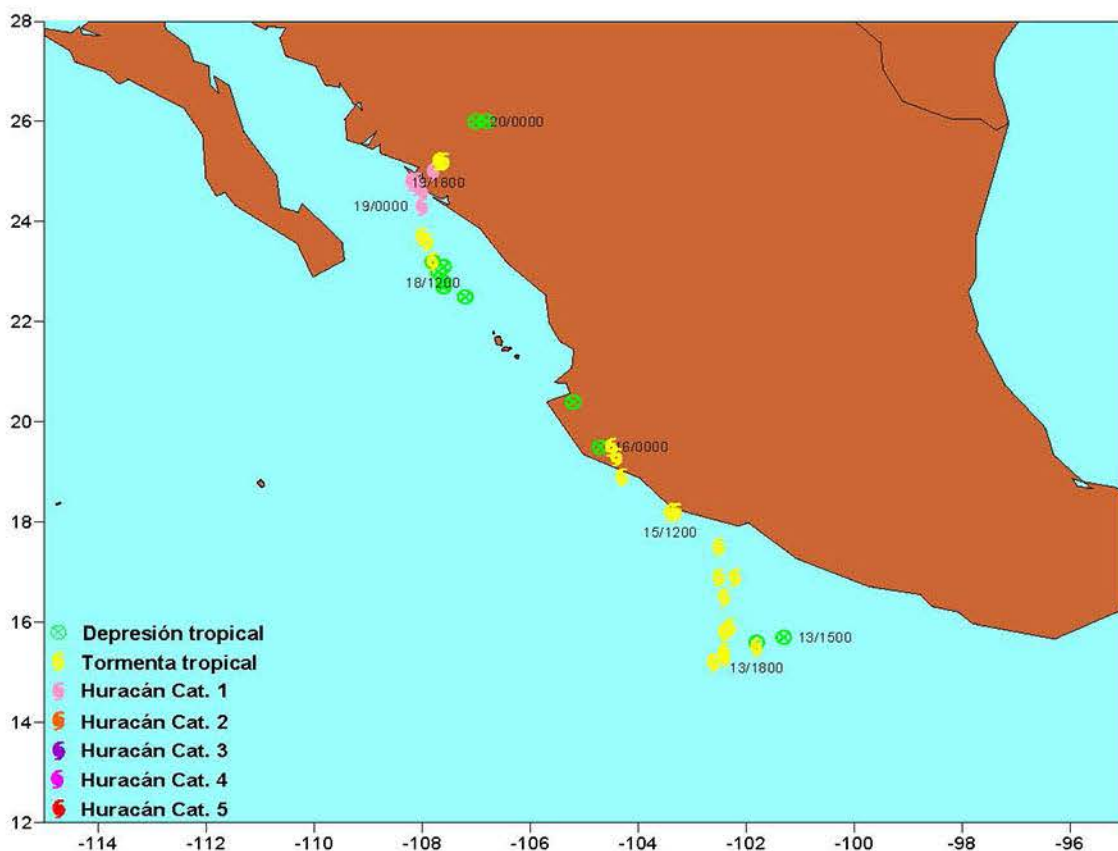 28
26
24
22
20
18
16
14
12
20/0000
19/1800
19/0000
18/1200
16/0000
15/1200
13/1500
13/1800
Depresión tropical
Tormenta tropical
Huracán Cat. 1
Huracán Cat. 2
Huracán Cat. 3
Huracán Cat. 4
Huracán Cat. 5
-114 -112 -110 -108 -106 -104 -102 -100 -98 -96